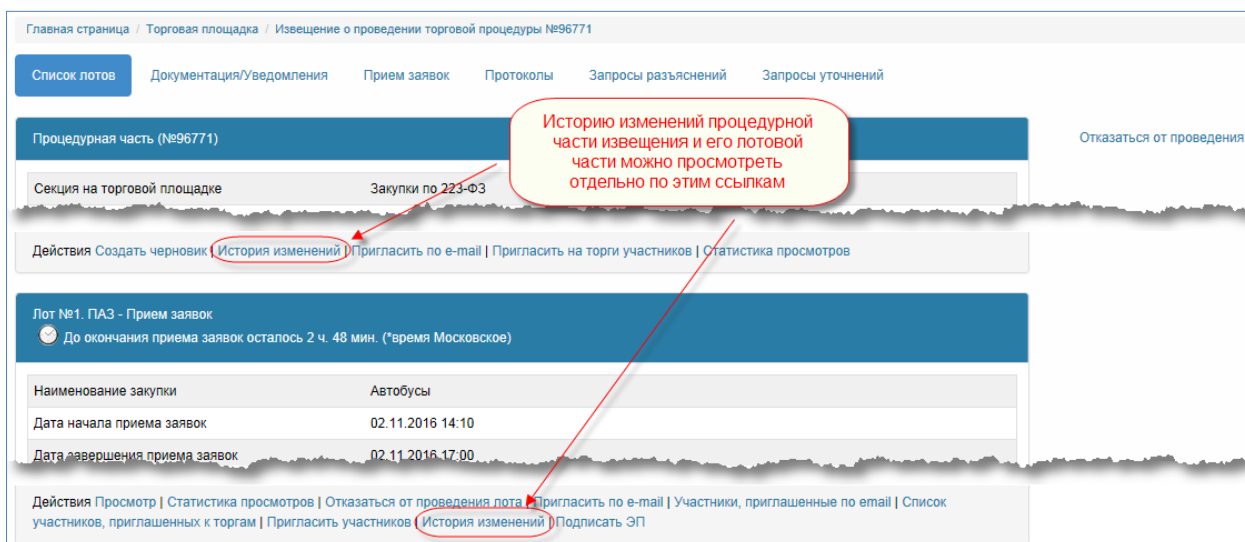 Главная страница / Торговая площадка / Извещение о проведении торговой процедуры №96771
Список лотов Документация/Уведомления Прием заявок Протоколы Запросы разъяснений Запросы уточнений
Историю изменений процедурной
части извещения и его лотовой
части можно просмотреть
отдельно по этим ссылкам
Процедурная часть (№96771)
Отказаться от проведения
Секция на торговой площадке Закупки по 223-ФЗ
Действия Создать черновик | История изменений | Пригласить по e-mail | Пригласить на торги участников | Статистика просмотров
Лот №1. ПАЗ - Прием заявок
До окончания приема заявок осталось 2 ч. 48 мин. (*время Московское)
Наименование закупки Автобусы
Дата начала приема заявок 02.11.2016 14:10
Дата завершения приема заявок 02.11.2016 17:00
Действия Просмотр | Статистика просмотров | Отказаться от проведения лота | Пригласить по e-mail | Участники, приглашенные по email | Список
участников, приглашенных к торгам | Пригласить участников | История изменений | Подписать ЭП